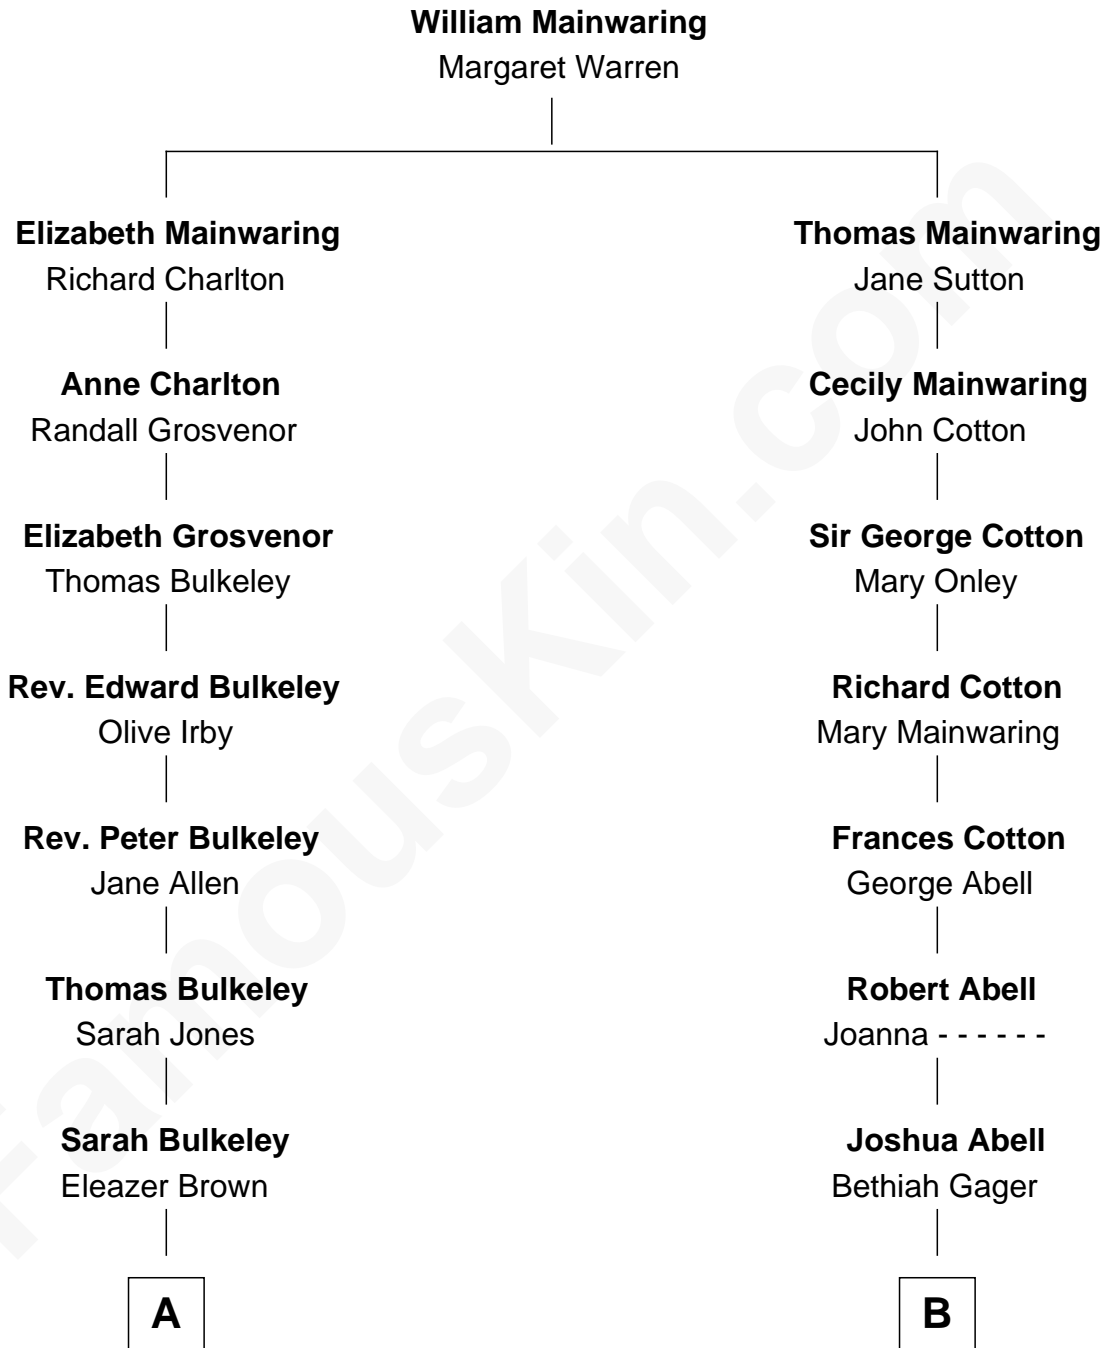 William Mainwaring
Margaret Warren
Elizabeth Mainwaring
Richard Charlton
Thomas Mainwaring
Jane Sutton
Anne Charlton
Randall Grosvenor
Cecily Mainwaring
John Cotton
Elizabeth Grosvenor
Thomas Bulkeley
Sir George Cotton
Mary Onley
Rev. Edward Bulkeley
Olive Irby
Richard Cotton
Mary Mainwaring
Rev. Peter Bulkeley
Jane Allen
Frances Cotton
George Abell
Thomas Bulkeley
Sarah Jones
Robert Abell
Joanna - - - - - -
Sarah Bulkeley
Eleazer Brown
Joshua Abell
Bethiah Gager
A
B
FamousKin.com